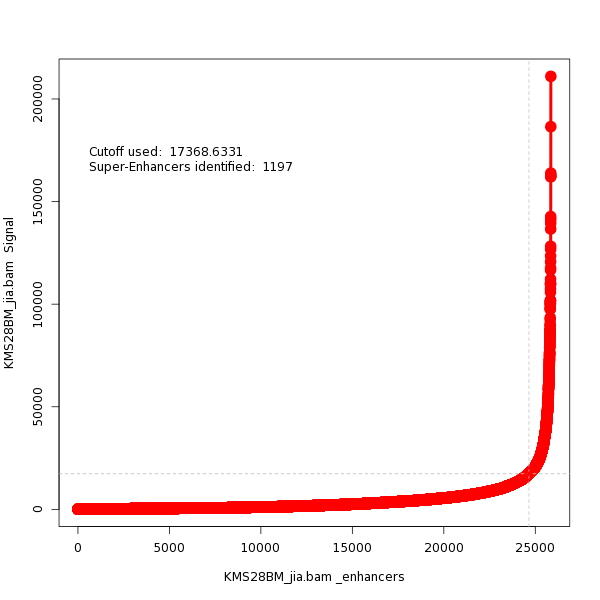 Cutoff used:  17368.6331
Super-Enhancers identified:  1197
KMS28BM_jia.bam  Signal
200000
150000
100000
50000
0
0
5000
10000
15000
20000
25000
KMS28BM_jia.bam _enhancers